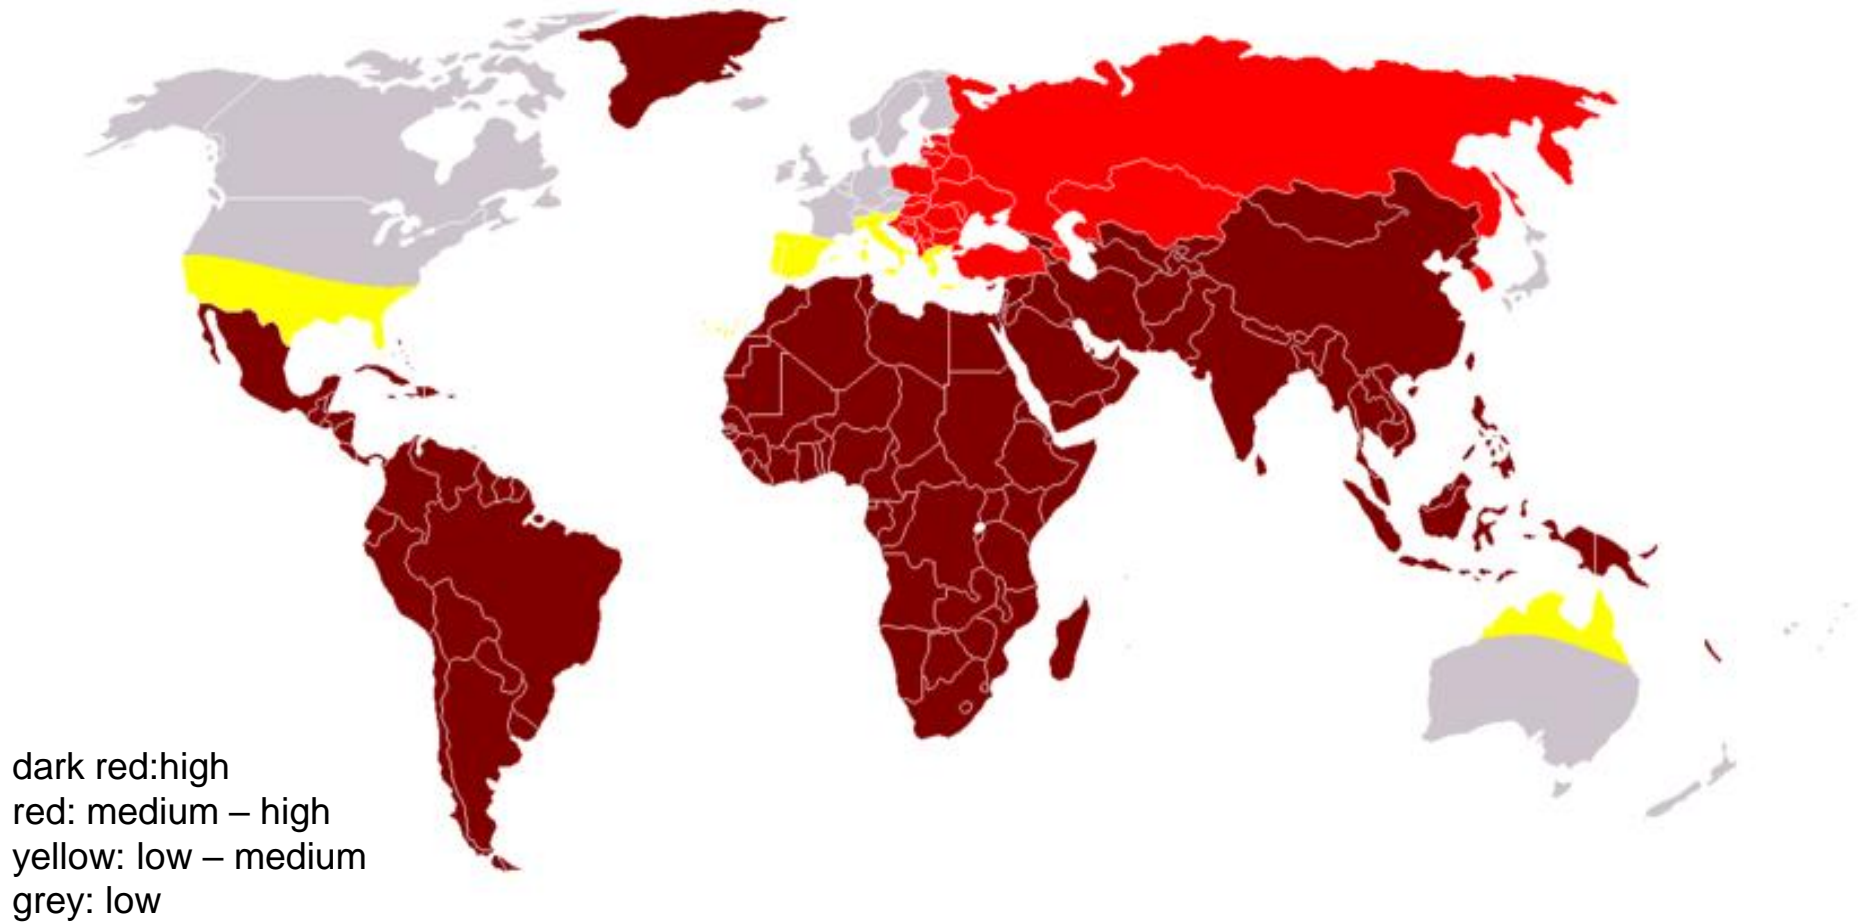 dark red:high
red: medium – high
yellow: low – medium
grey: low